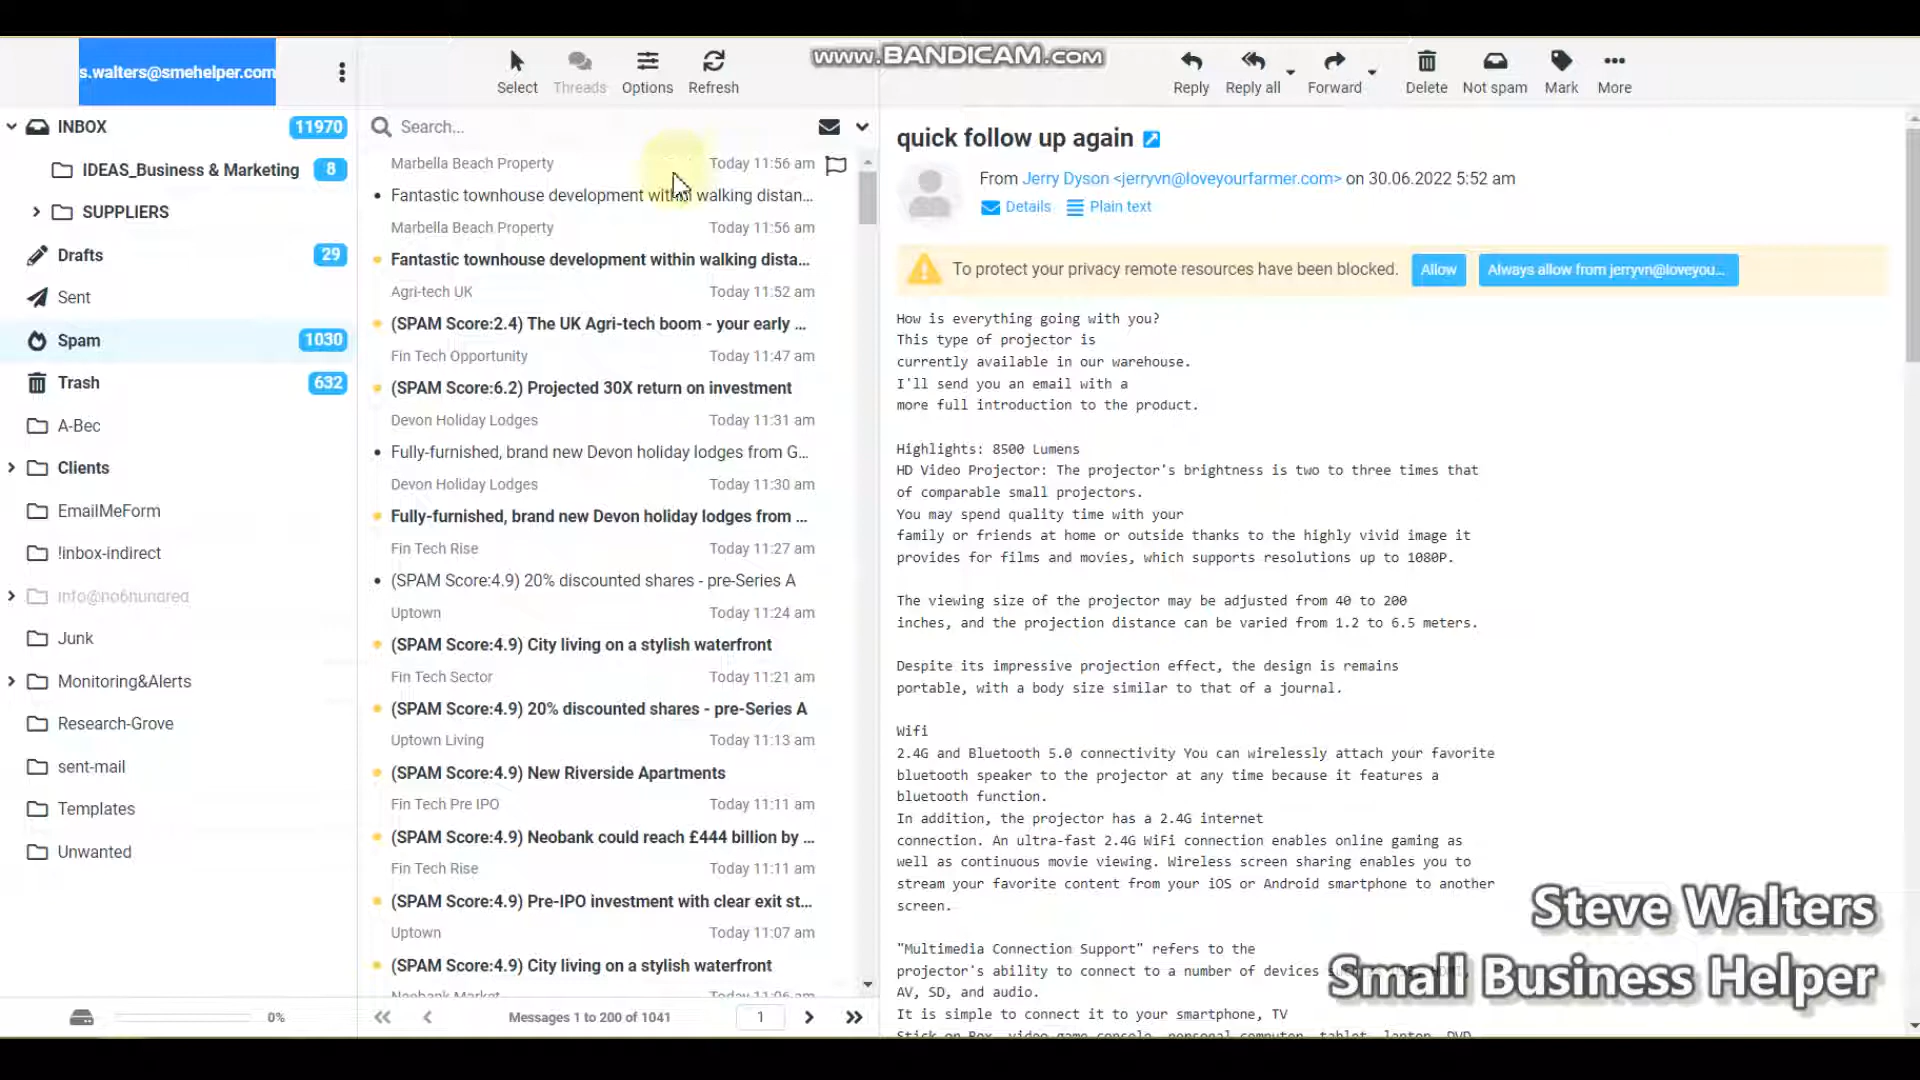 www.BANDICAM.com
s.walters@smehelper.com
Select
Threads
Options
Refresh
Reply
Reply all
Forward
Delete
Not spam
Mark
More
INBOX 11970
IDEAS_Business & Marketing 8
SUPPLIERS
Drafts 29
Sent
Spam 1030
Trash 632
A-Bec
Clients
EmailMeForm
!inbox-indirect
info@no6hundred
Junk
Monitoring&Alerts
Research-Grove
sent-mail
Templates
Unwanted
0%
Search...
Marbella Beach Property Today 11:56 am
Fantastic townhouse development within walking distan...
Marbella Beach Property Today 11:56 am
Fantastic townhouse development within walking dista...
Agri-tech UK Today 11:52 am
(SPAM Score:2.4) The UK Agri-tech boom - your early ...
Fin Tech Opportunity Today 11:47 am
(SPAM Score:6.2) Projected 30X return on investment
Devon Holiday Lodges Today 11:31 am
Fully-furnished, brand new Devon holiday lodges from G...
Devon Holiday Lodges Today 11:30 am
Fully-furnished, brand new Devon holiday lodges from ...
Fin Tech Rise Today 11:27 am
(SPAM Score:4.9) 20% discounted shares - pre-Series A
Uptown Today 11:24 am
(SPAM Score:4.9) City living on a stylish waterfront
Fin Tech Sector Today 11:21 am
(SPAM Score:4.9) 20% discounted shares - pre-Series A
Uptown Living Today 11:13 am
(SPAM Score:4.9) New Riverside Apartments
Fin Tech Pre IPO Today 11:11 am
(SPAM Score:4.9) Neobank could reach £444 billion by ...
Fin Tech Rise Today 11:11 am
(SPAM Score:4.9) Pre-IPO investment with clear exit st...
Uptown Today 11:07 am
(SPAM Score:4.9) City living on a stylish waterfront
Neobank Market Today 11:06 am
Messages 1 to 200 of 1041 1
quick follow up again
From Jerry Dyson <jerryvn@loveyourfarmer.com> on 30.06.2022 5:52 am
Details Plain text
To protect your privacy remote resources have been blocked. Allow Always allow from jerryvn@loveyou...
How is everything going with you?
This type of projector is
currently available in our warehouse.
I'll send you an email with a
more full introduction to the product.
Highlights: 8500 Lumens
HD Video Projector: The projector's brightness is two to three times that
of comparable small projectors.
You may spend quality time with your
family or friends at home or outside thanks to the highly vivid image it
provides for films and movies, which supports resolutions up to 1080P.
The viewing size of the projector may be adjusted from 40 to 200
inches, and the projection distance can be varied from 1.2 to 6.5 meters.
Despite its impressive projection effect, the design is remains
portable, with a body size similar to that of a journal.
Wifi
2.4G and Bluetooth 5.0 connectivity You can wirelessly attach your favorite
bluetooth speaker to the projector at any time because it features a
bluetooth function.
In addition, the projector has a 2.4G internet
connection. An ultra-fast 2.4G WiFi connection enables online gaming as
well as continuous movie viewing. Wireless screen sharing enables you to
stream your favorite content from your iOS or Android smartphone to another
screen.
"Multimedia Connection Support" refers to the
projector's ability to connect to a number of devices
AV, SD, and audio.
It is simple to connect it to your smartphone, TV
Stick or Box, video game console, personal computer, tablet, laptop, DVD
Steve Walters
Small Business Helper